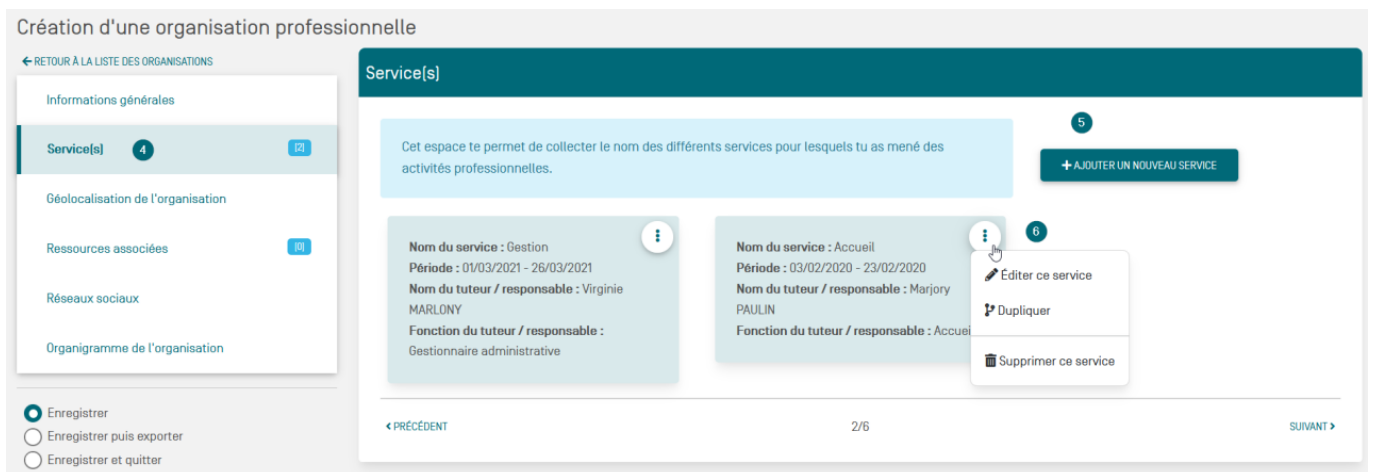 Création d'une organisation professionnelle
RETOUR À LA LISTE DES ORGANISATIONS
Informations générales
Service(s) 4 [2]
Géolocalisation de l'organisation
Ressources associées [0]
Réseaux sociaux
Organigramme de l'organisation
Enregistrer
Enregistrer puis exporter
Enregistrer et quitter
Service(s)
Cet espace te permet de collecter le nom des différents services pour lesquels tu as mené des
activités professionnelles.
5
+ AJOUTER UN NOUVEAU SERVICE
Nom du service : Gestion
Période : 01/03/2021 - 26/03/2021
Nom du tuteur / responsable : Virginie
MARLONY
Fonction du tuteur / responsable :
Gestionnaire administrative
Nom du service : Accueil
Période : 03/02/2020 - 23/02/2020
Nom du tuteur / responsable : Marjory
PAULIN
Fonction du tuteur / responsable : Accuei
6
Éditer ce service
Dupliquer
Supprimer ce service
PRÉCÉDENT
2/6
SUIVANT